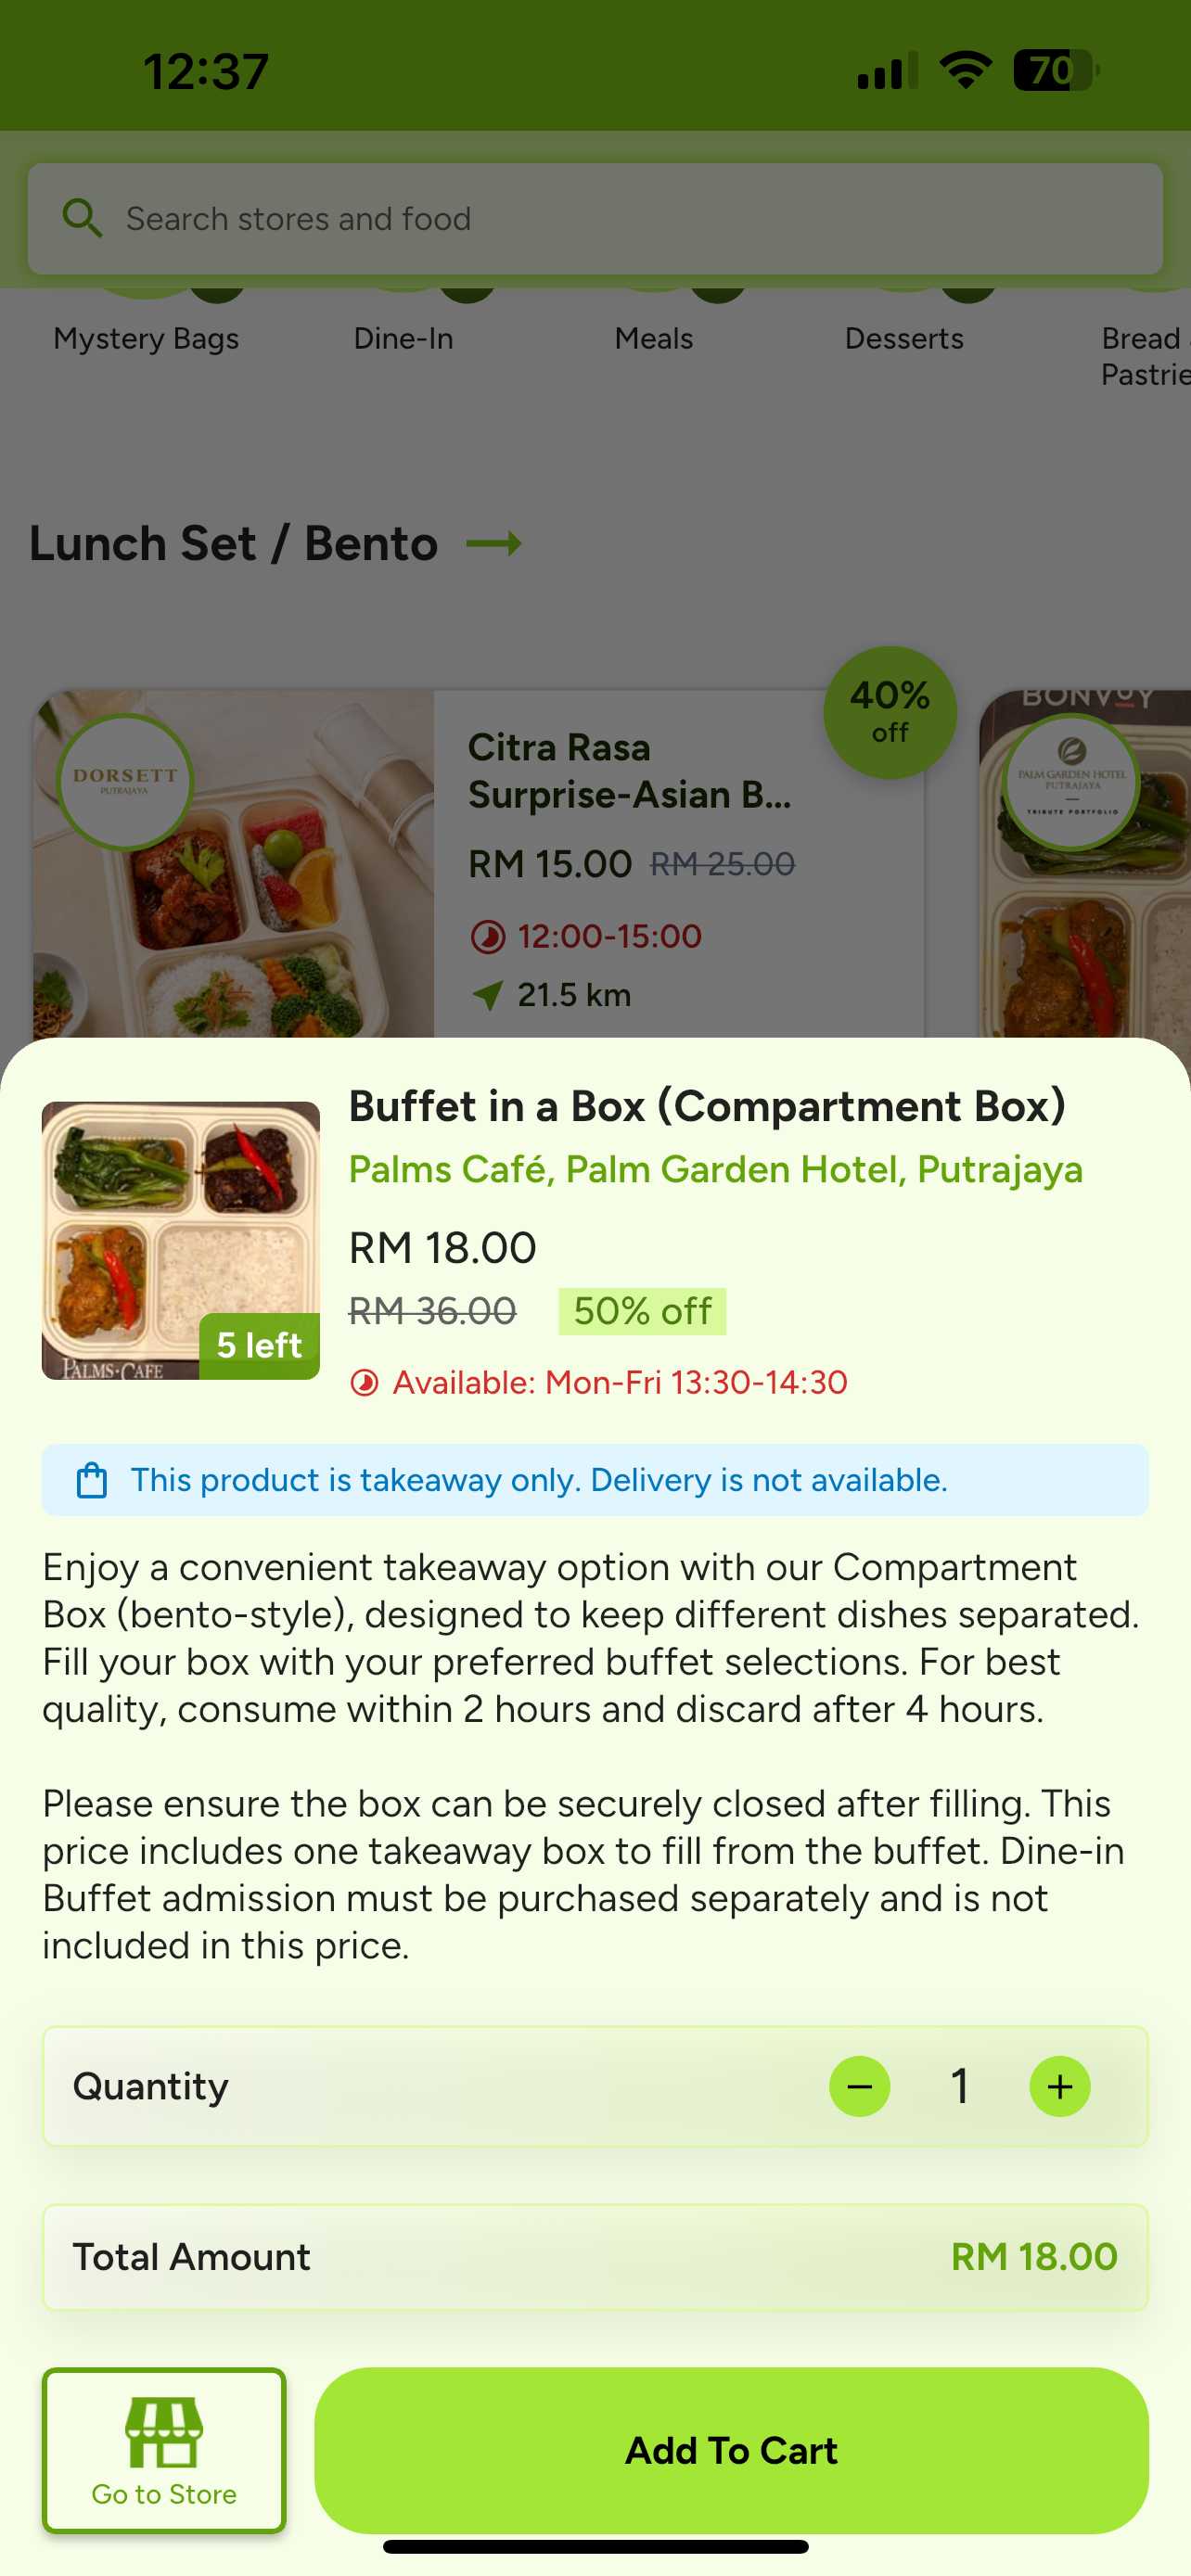 12:37
70
Search stores and food
Mystery Bags
Dine-In
Meals
Desserts
Bread
Pastrie
Lunch Set / Bento
40%
off
DORSETT
PUTRAJAYA
Citra Rasa
Surprise-Asian B...
RM 15.00 RM 25.00
12:00-15:00
21.5 km
BONVOY
PALM GARDEN HOTEL
PUTRAJAYA
TRIBUTE PORTFOLIO
Buffet in a Box (Compartment Box)
Palms Café, Palm Garden Hotel, Putrajaya
RM 18.00
RM 36.00 50% off
Available: Mon-Fri 13:30-14:30
5 left
PALMS·CAFE
This product is takeaway only. Delivery is not available.
Enjoy a convenient takeaway option with our Compartment
Box (bento-style), designed to keep different dishes separated.
Fill your box with your preferred buffet selections. For best
quality, consume within 2 hours and discard after 4 hours.
Please ensure the box can be securely closed after filling. This
price includes one takeaway box to fill from the buffet. Dine-in
Buffet admission must be purchased separately and is not
included in this price.
Quantity
1
Total Amount
RM 18.00
Go to Store
Add To Cart